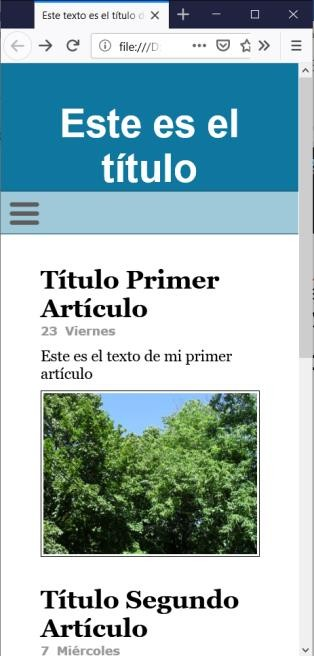 Este texto es el título d
file:///D:
Este es el
título
Título Primer
Artículo
23 Viernes
Este es el texto de mi primer
artículo
Título Segundo
Artículo
7 Miércoles